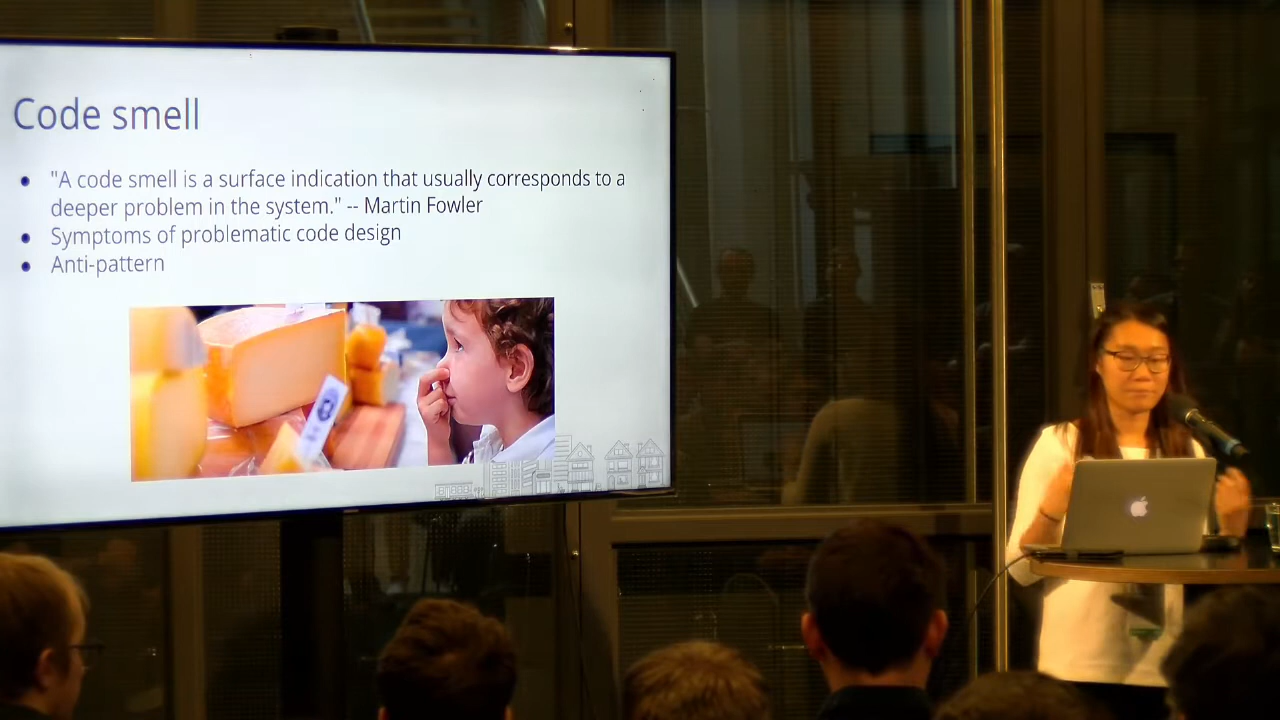 Code smell
"A code smell is a surface indication that usually corresponds to a
deeper problem in the system." -- Martin Fowler
Symptoms of problematic code design
Anti-pattern